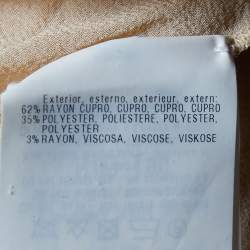 Exterior, esterno, exterieur, extern:
62% RAYON CUPRO, CUPRO, CUPRO, CUPRO
35% POLYESTER, POLIESTERE, POLYESTER,
POLYESTER
3% RAYON, VISCOSA, VISCOSE, VISKOSE